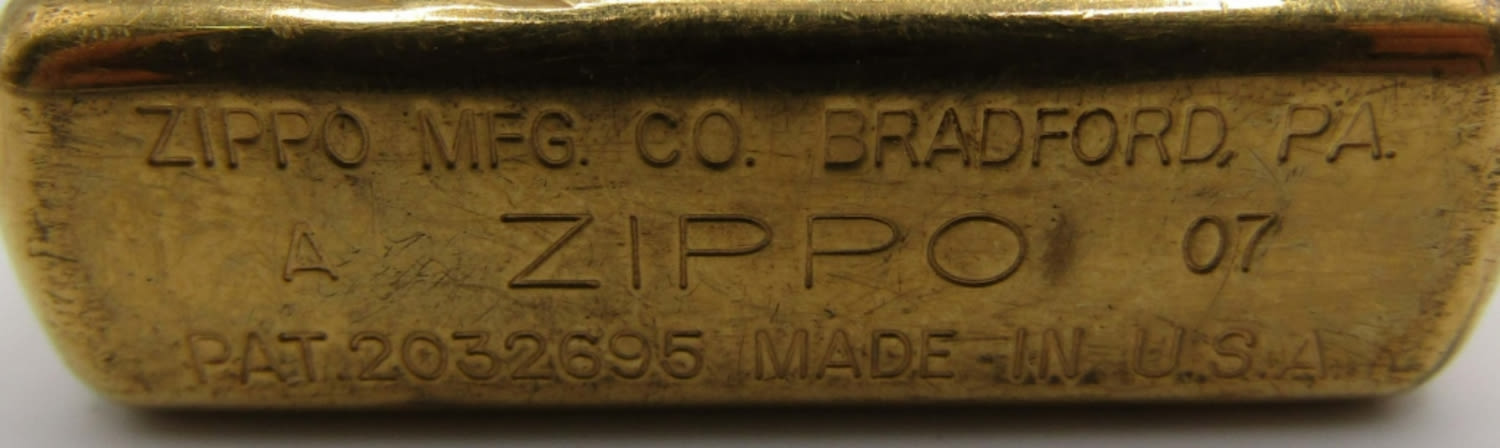 ZIPPO MFG. CO. BRADFORD, PA.
A ZIPPO 07
PAT.2032695 MADE IN U.S.A.